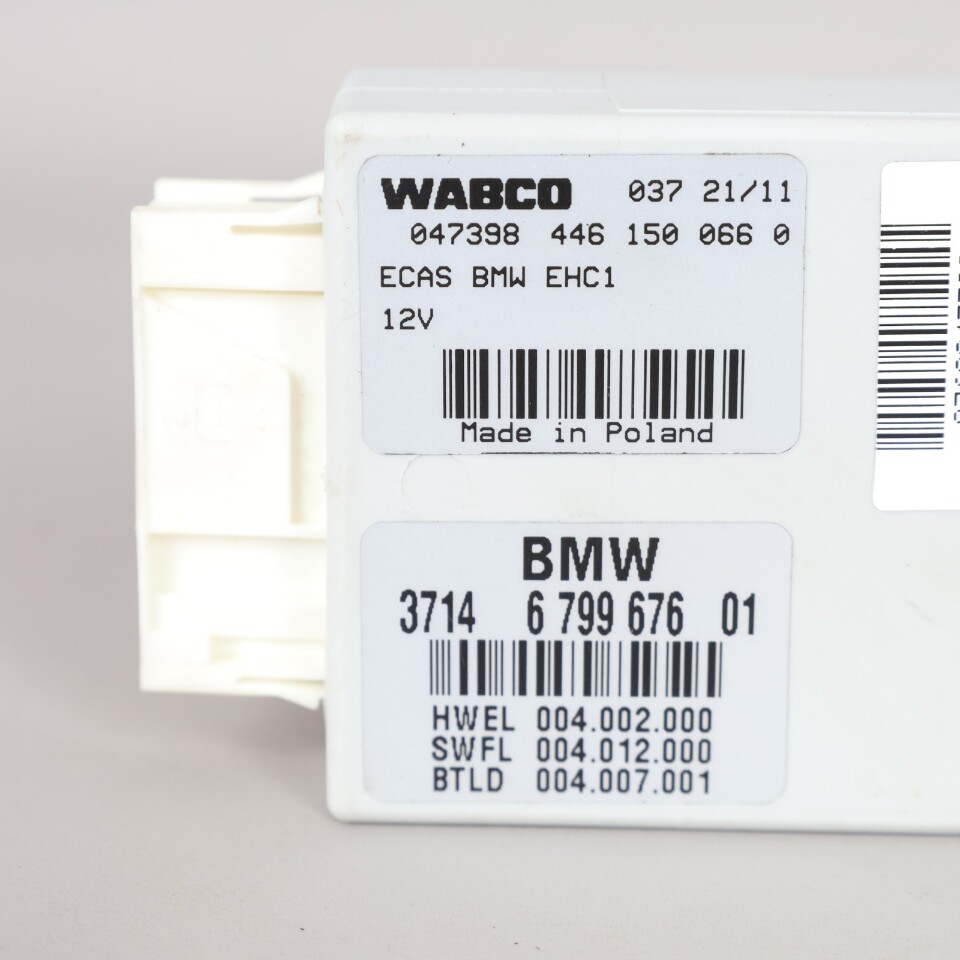 WABCO 037 21/11
047398 446 150 066 0
ECAS BMW EHC1
12V
Made in Poland
BMW
3714 6 799 676 01
HWEL 004.002.000
SWFL 004.012.000
BTLD 004.007.001